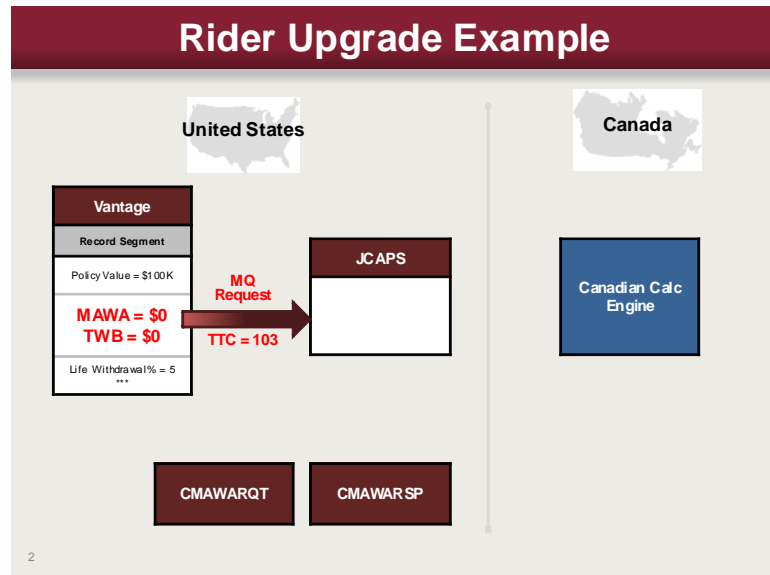 Rider Upgrade Example
United States
Canada
Vantage
Record Segment
Policy Value = $100K
MAWA = $0
TWB = $0
Life Withdrawal% = 5
***
MQ
Request
TTC = 103
JCAPS
Canadian Calc
Engine
CMAWARQT
CMAWARSP
2